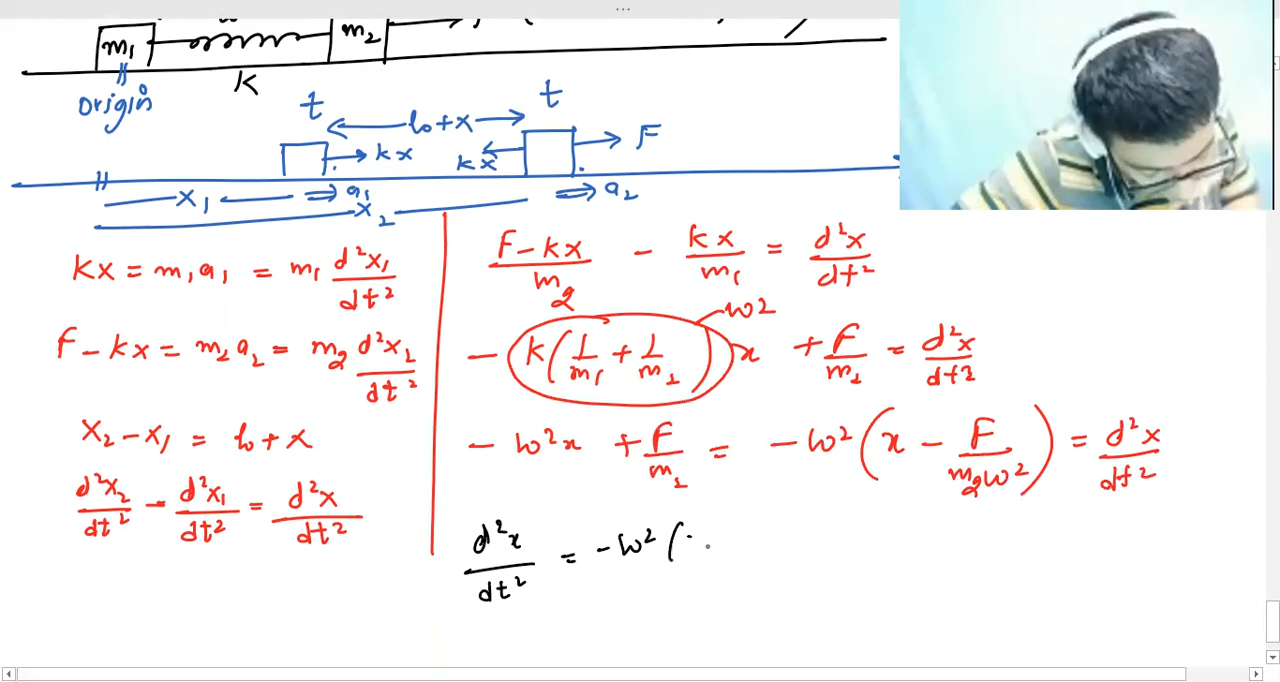 m₁ m₂
K
origin
t t
l₀+x
kx kx F
a₁ a₂
x₁
x₂
kx = m₁a₁ = m₁ d²x₁/dt²
F-kx = m₂a₂ = m₂ d²x₂/dt²
x₂-x₁ = l₀+x
d²x₂/dt² - d²x₁/dt² = d²x/dt²
(F-kx)/m₂ - kx/m₁ = d²x/dt²
ω²
- k(1/m₁ + 1/m₂)x + F/m₂ = d²x/dt²
- ω²x + F/m₂ = -ω²(x - F/m₂ω²) = d²x/dt²
d²x/dt² = -ω²(